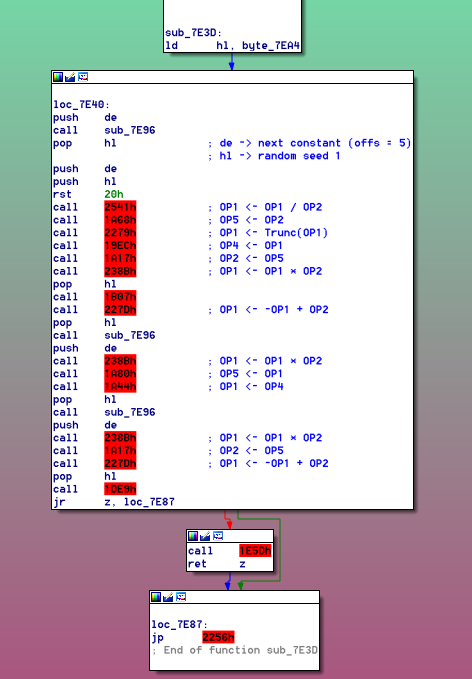 sub_7E3D:
ld hl, byte_7EA4
loc_7E40:
push de
call sub_7E96
pop hl ; de -> next constant (offs = 5)
; hl -> random seed 1
push de
push hl
rst 20h
call 2541h ; OP1 <- OP1 / OP2
call 1A68h ; OP5 <- OP2
call 2279h ; OP1 <- Trunc(OP1)
call 19ECh ; OP4 <- OP1
call 1A17h ; OP2 <- OP5
call 238Bh ; OP1 <- OP1 × OP2
pop hl
call 1B07h
call 227Dh ; OP1 <- -OP1 + OP2
pop hl
call sub_7E96
push de
call 238Bh ; OP1 <- OP1 × OP2
call 1A80h ; OP5 <- OP1
call 1A44h ; OP1 <- OP4
pop hl
call sub_7E96
push de
call 238Bh ; OP1 <- OP1 × OP2
call 1A17h ; OP2 <- OP5
call 227Dh ; OP1 <- -OP1 + OP2
pop hl
call 1DE9h
jr z, loc_7E87
call 1E5Dh
ret z
loc_7E87:
jp 2256h
; End of function sub_7E3D